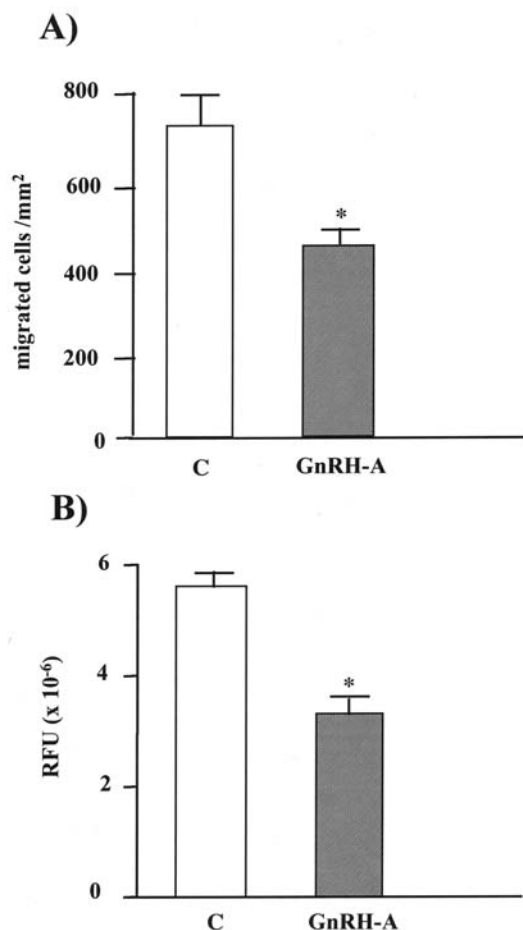 A)
800
600
400
200
0
migrated cells /mm²
*
C
GnRH-A
B)
6
4
2
0
RFU (x 10⁻⁶)
*
C
GnRH-A